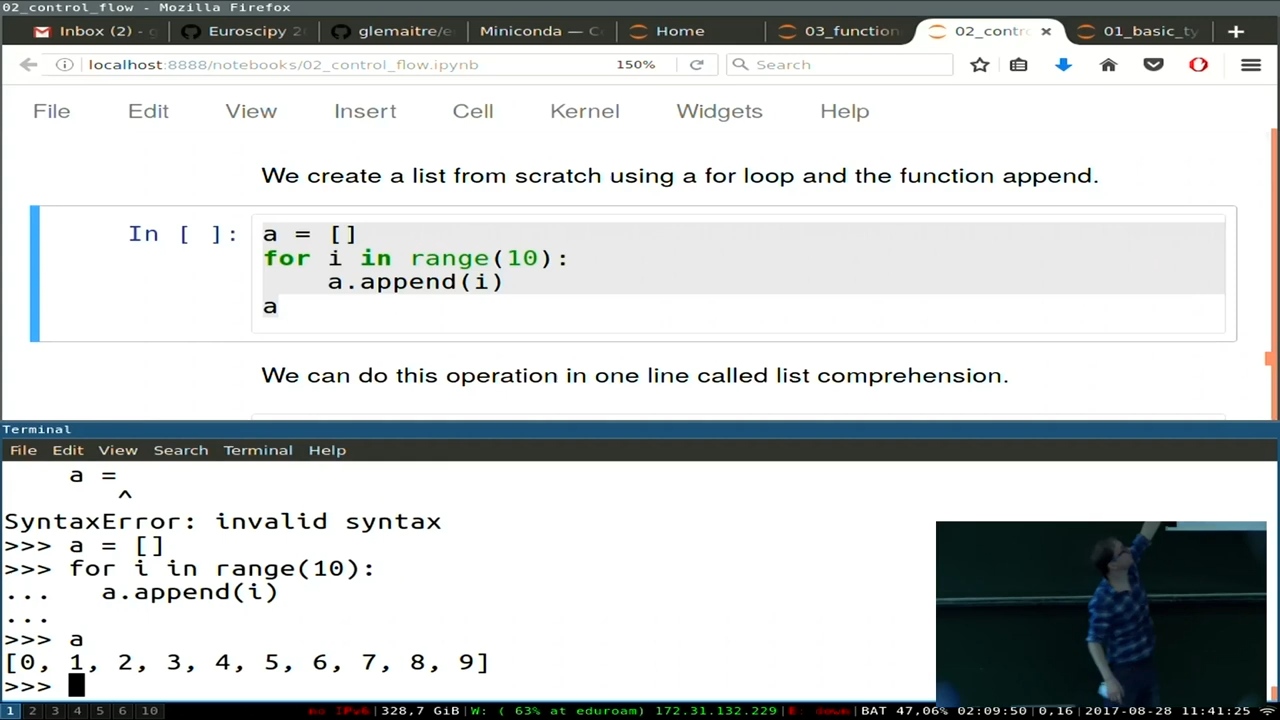 02_control_flow - Mozilla Firefox
Inbox (2) - g
Euroscipy 2
glemaitre/e
Miniconda — C
Home
03_function
02_contr
01_basic_ty
localhost:8888/notebooks/02_control_flow.ipynb
150%
Search
File Edit View Insert Cell Kernel Widgets Help
We create a list from scratch using a for loop and the function append.
In [ ]: a = []
for i in range(10):
    a.append(i)
a
We can do this operation in one line called list comprehension.
Terminal
File Edit View Search Terminal Help
    a =
       ^
SyntaxError: invalid syntax
>>> a = []
>>> for i in range(10):
...   a.append(i)
...
>>> a
[0, 1, 2, 3, 4, 5, 6, 7, 8, 9]
>>>
1 2 3 4 5 6 10 no IPv6|328,7 GiB|W: ( 63% at eduroam) 172.31.132.229|E: down|BAT 47,06% 02:09:50|0,16|2017-08-28 11:41:25